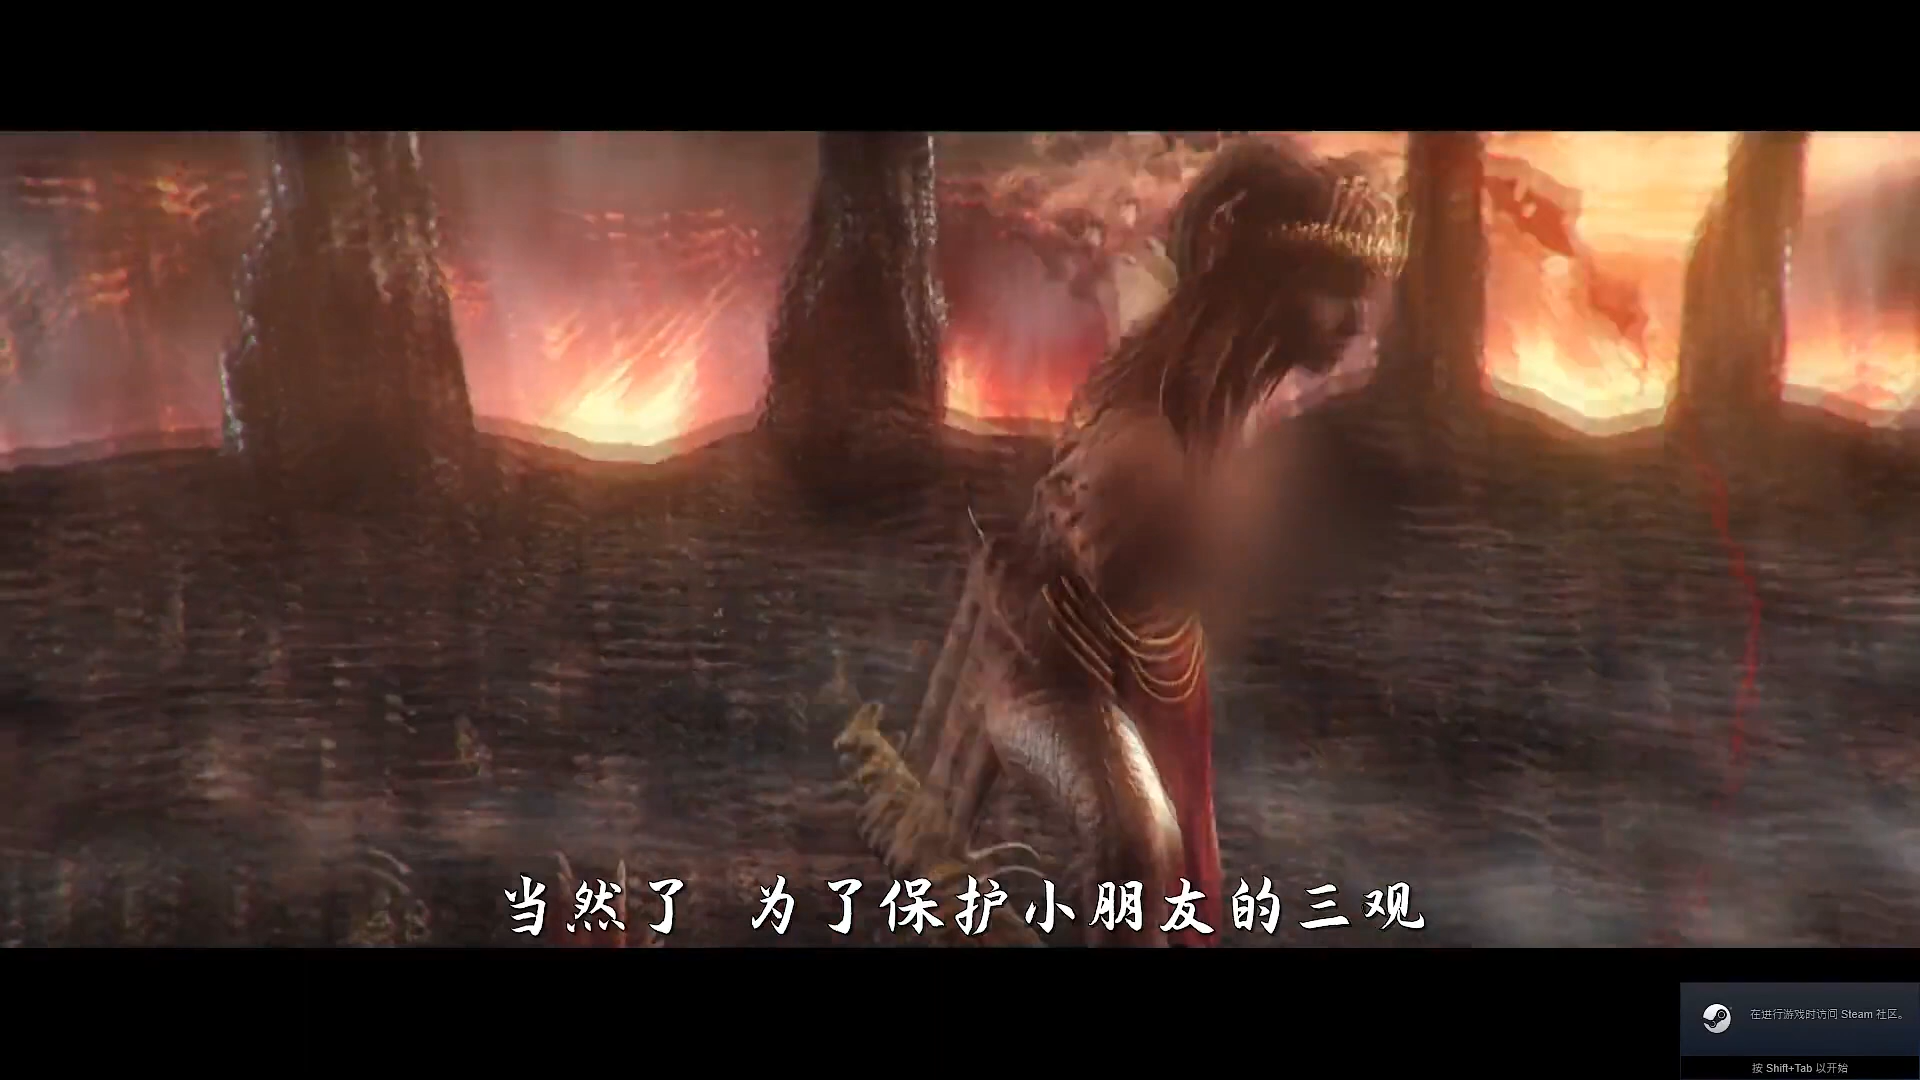 当然了 为了保护小朋友的三观
在进行游戏时访问 Steam 社区。
按 Shift+Tab 以开始